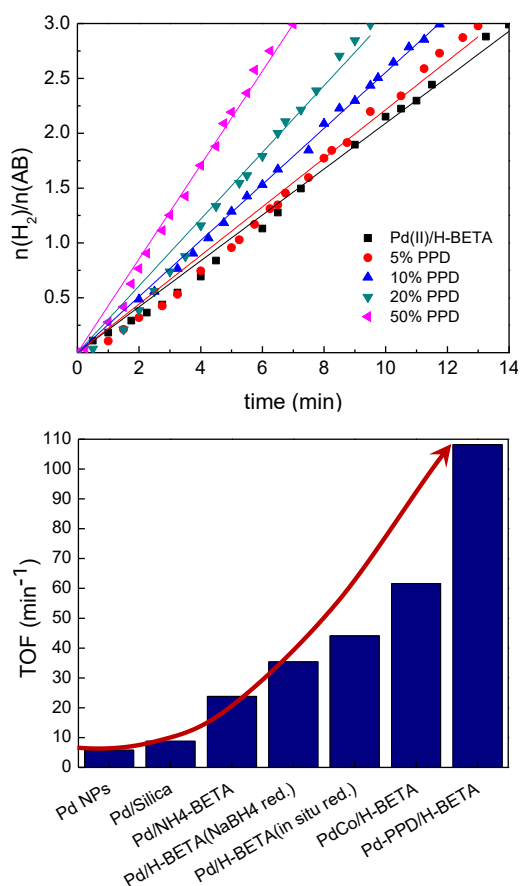 3.0
2.5
2.0
1.5
1.0
0.5
n(H₂)/n(AB)
Pd(II)/H-BETA
5% PPD
10% PPD
20% PPD
50% PPD
0 2 4 6 8 10 12 14
time (min)
110
100
90
80
70
60
50
40
30
20
10
0
TOF (min⁻¹)
Pd NPs
Pd/Silica
Pd/NH4-BETA
Pd/H-BETA(NaBH4 red.)
Pd/H-BETA(in situ red.)
PdCo/H-BETA
Pd-PPD/H-BETA